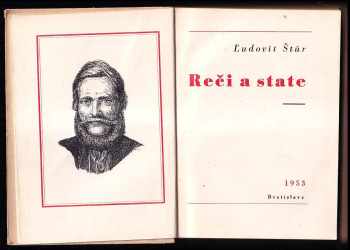 Ľudovít Štúr
Reči a state
1953
Bratislava